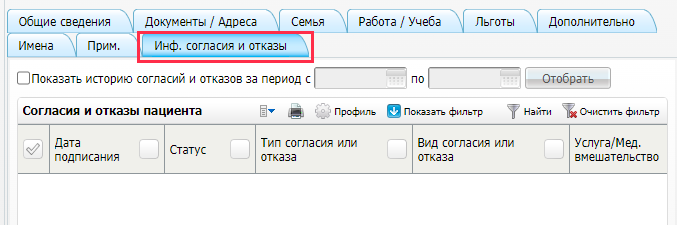 Общие сведения Документы / Адреса Семья Работа / Учеба Льготы Дополнительно
Имена Прим. Инф. согласия и отказы
Показать историю согласий и отказов за период с по Отобрать
Согласия и отказы пациента Профиль Показать фильтр Найти Очистить фильтр
Дата Статус Тип согласия или Вид согласия или Услуга/Мед.
подписания отказа отказа вмешательство